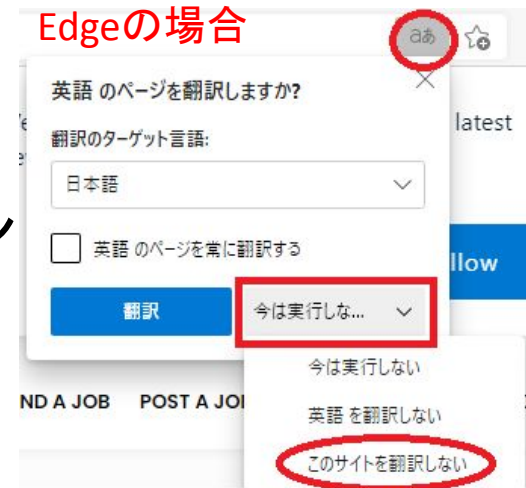 Edgeの場合
aあ
英語 のページを翻訳しますか?
latest
翻訳のターゲット言語:
日本語
英語 のページを常に翻訳する
llow
翻訳
今は実行しな...
今は実行しない
ND A JOB POST A JO
英語 を翻訳しない
このサイトを翻訳しない